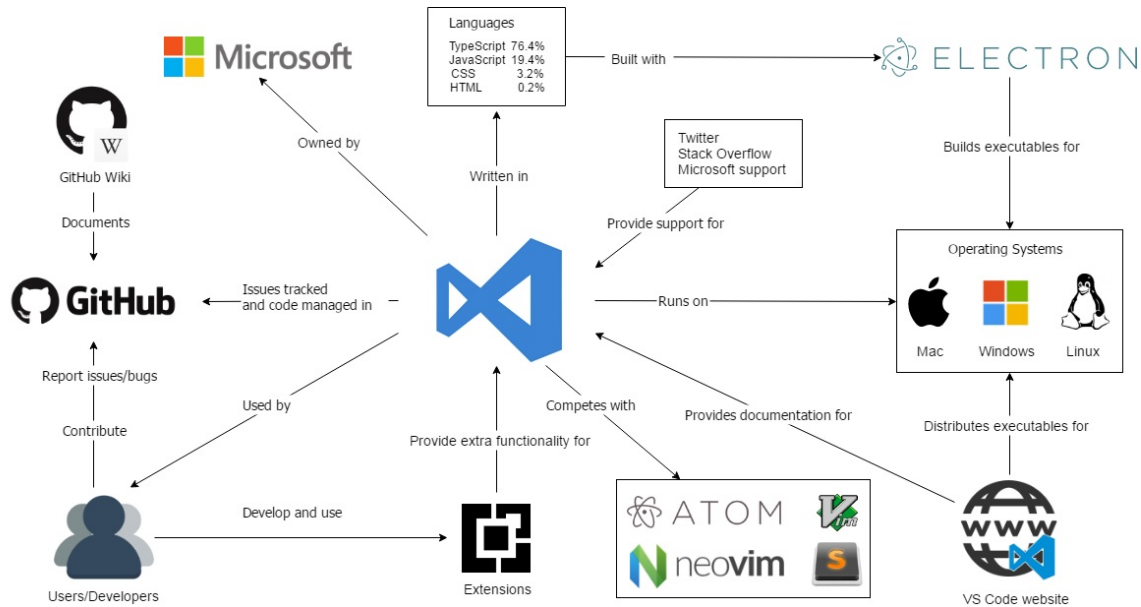 Microsoft
Languages
TypeScript 76.4%
JavaScript 19.4%
CSS 3.2%
HTML 0.2%
Built with
ELECTRON
W
GitHub Wiki
Owned by
Written in
Twitter
Stack Overflow
Microsoft support
Builds executables for
Documents
Provide support for
GitHub
Issues tracked
and code managed in
Runs on
Operating Systems
Mac
Windows
Linux
Report issues/bugs
Contribute
Used by
Provide extra functionality for
Competes with
Provides documentation for
Distributes executables for
Develop and use
ATOM
Vim
neovim
S
WWW
Users/Developers
Extensions
VS Code website